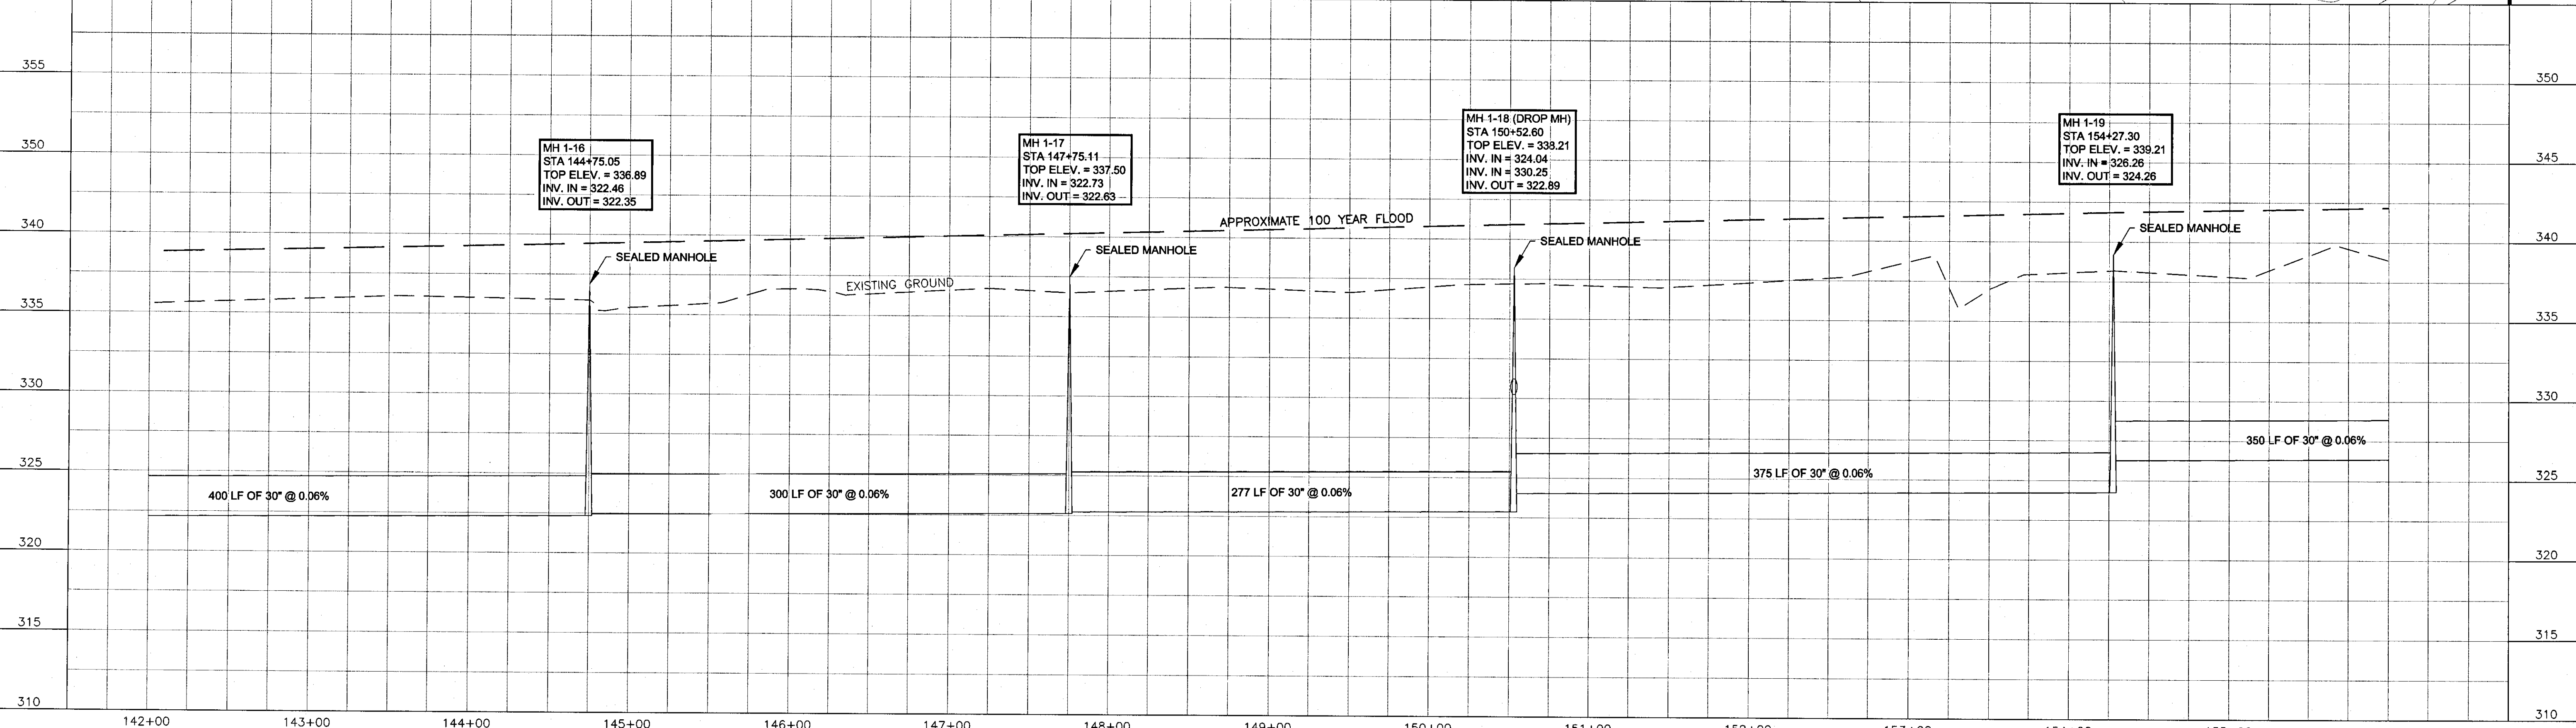 355
350
350
345
345
340
340
335
335
330
330
325
325
320
320
315
315
310
310
MH 1-16
STA 144+75.05
TOP ELEV. = 336.89
INV. IN = 322.46
INV. OUT = 322.35
MH 1-17
STA 147+75.11
TOP ELEV. = 337.50
INV. IN = 322.73
INV. OUT = 322.63
MH 1-18 (DROP MH)
STA 150+52.60
TOP ELEV. = 338.21
INV. IN = 324.04
INV. IN = 330.25
INV. OUT = 322.89
MH 1-19
STA 154+27.30
TOP ELEV. = 339.21
INV. IN = 326.26
INV. OUT = 324.26
APPROXIMATE 100 YEAR FLOOD
SEALED MANHOLE
SEALED MANHOLE
SEALED MANHOLE
SEALED MANHOLE
EXISTING GROUND
400 LF OF 30" @ 0.06%
300 LF OF 30" @ 0.06%
277 LF OF 30" @ 0.06%
375 LF OF 30" @ 0.06%
350 LF OF 30" @ 0.06%
142+00
143+00
144+00
145+00
146+00
147+00
148+00
149+00
150+00
151+00